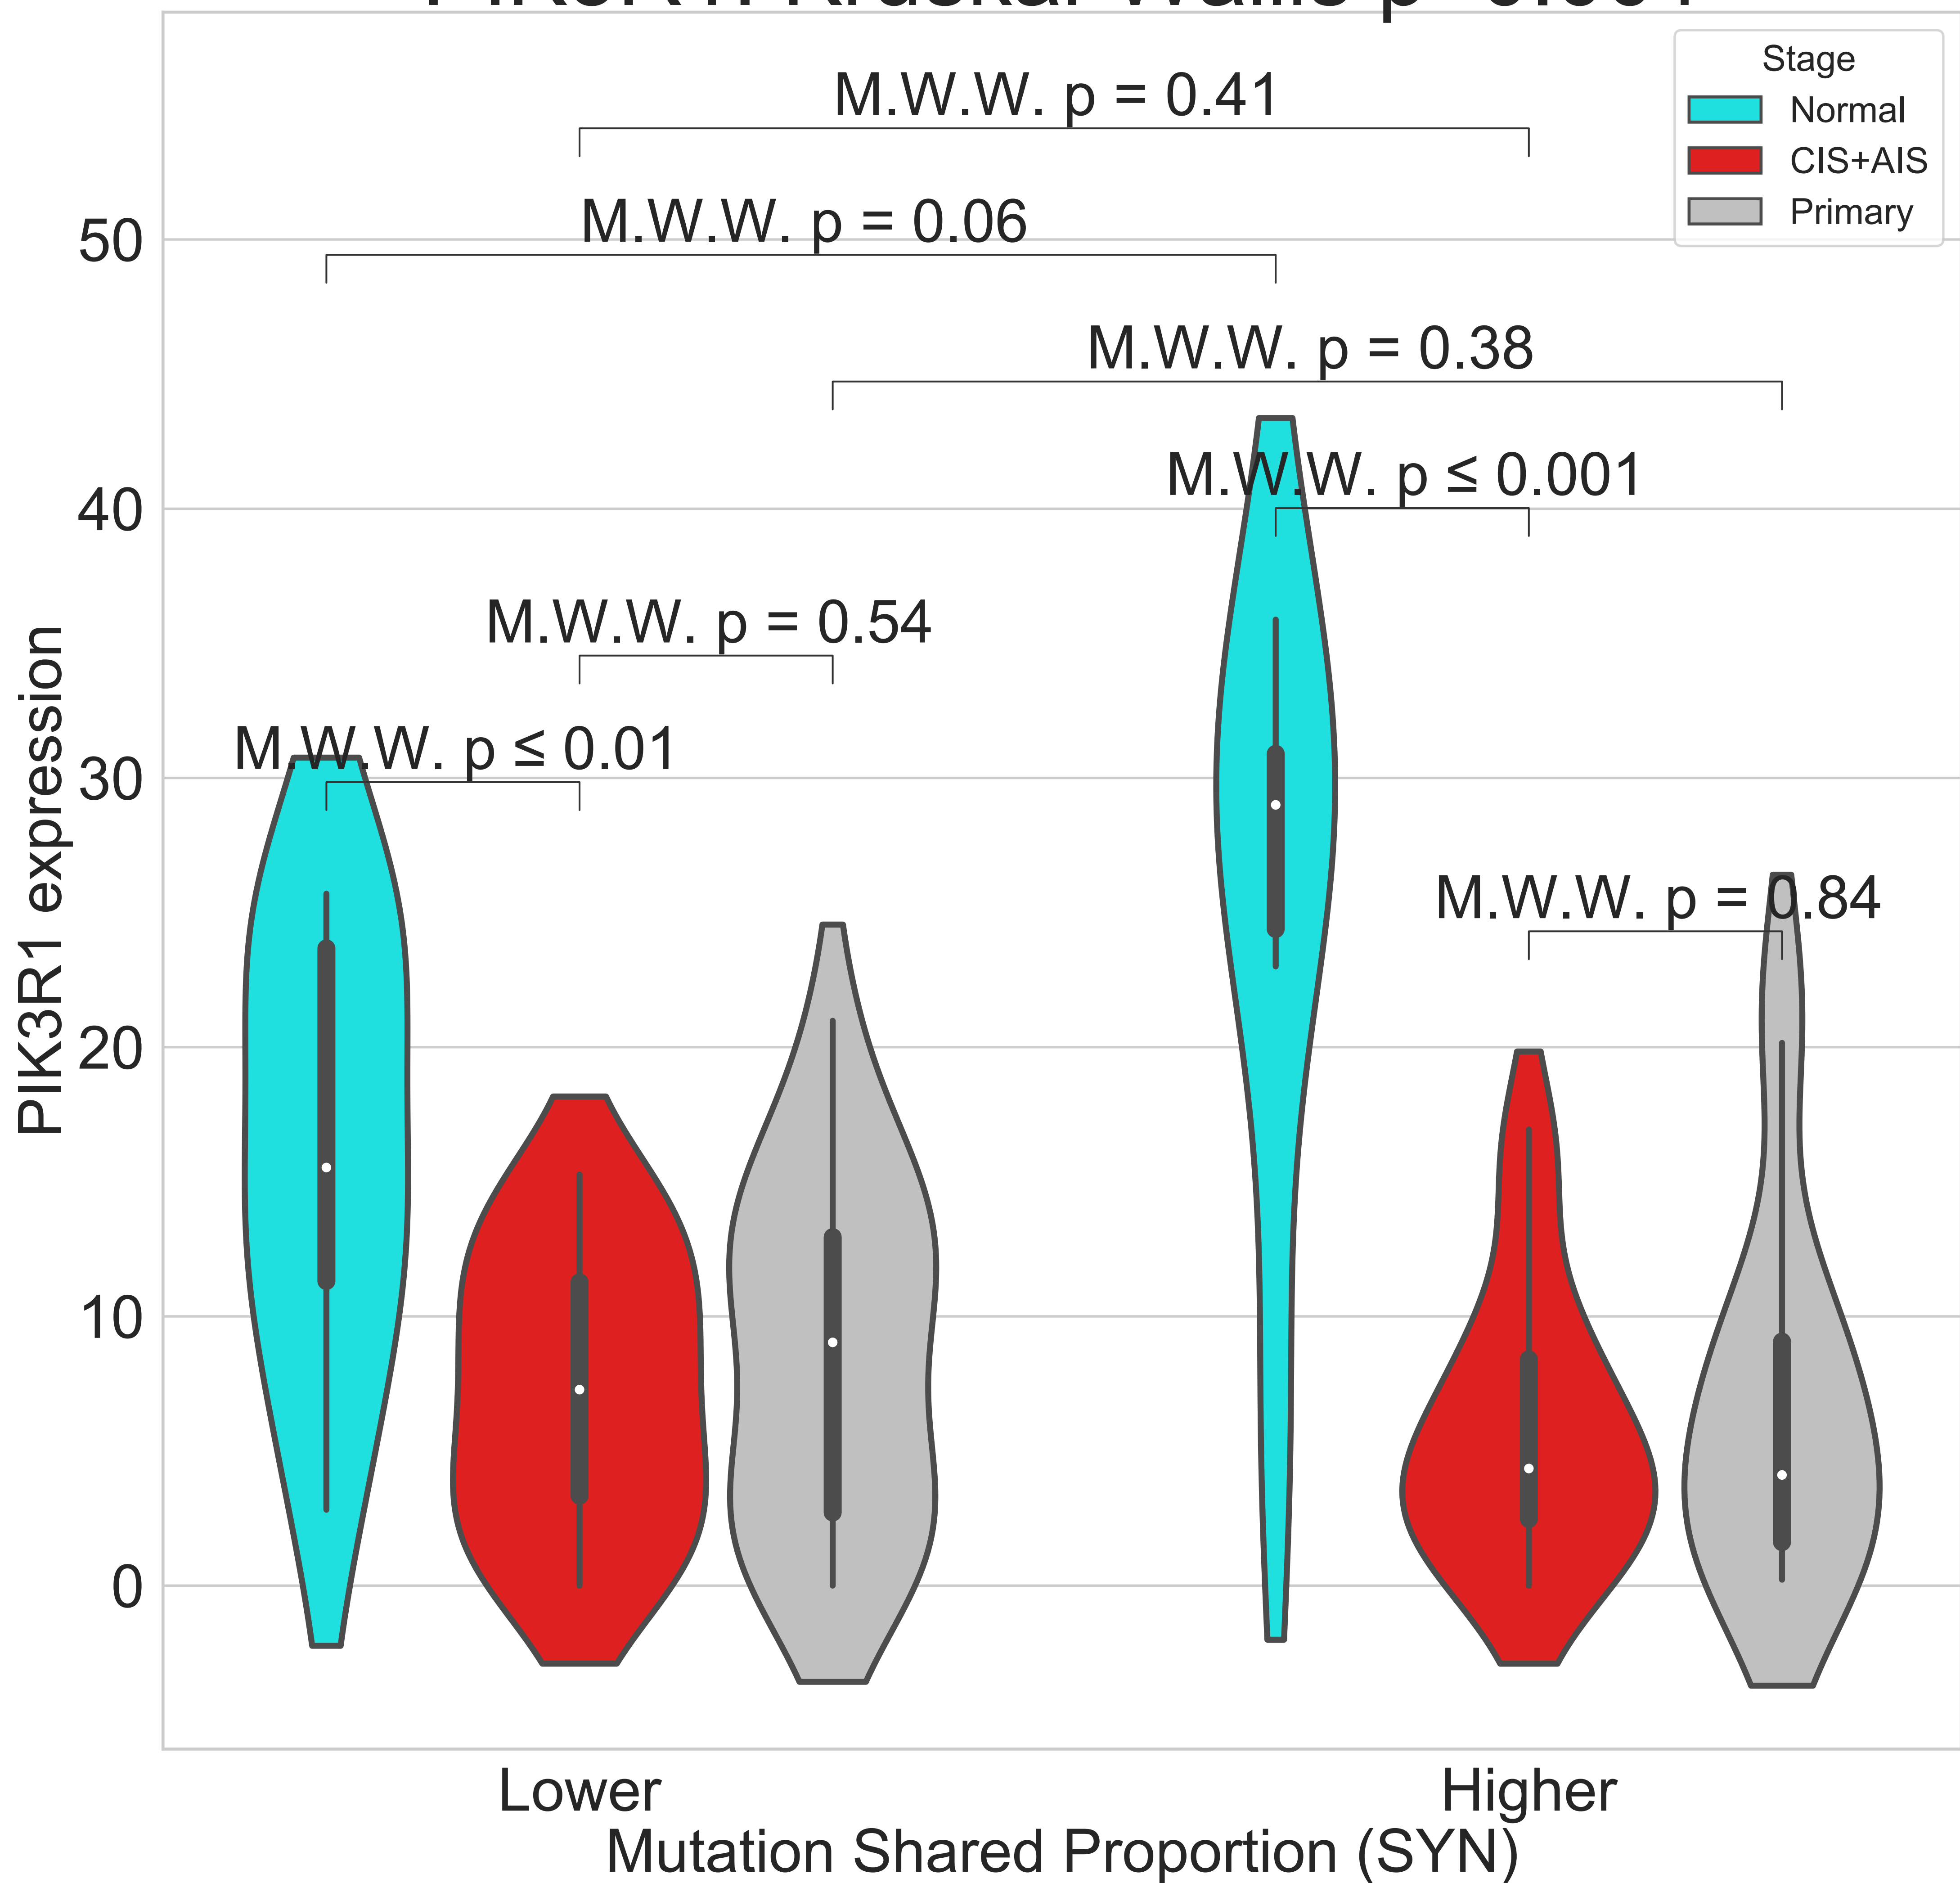 Stage
Normal
CIS+AIS
Primary
M.W.W. p = 0.41
M.W.W. p = 0.06
M.W.W. p = 0.38
M.W.W. p ≤ 0.001
M.W.W. p = 0.54
M.W.W. p ≤ 0.01
M.W.W. p = 0.84
PIK3R1 expression
50
40
30
20
10
0
Lower
Higher
Mutation Shared Proportion (SYN)